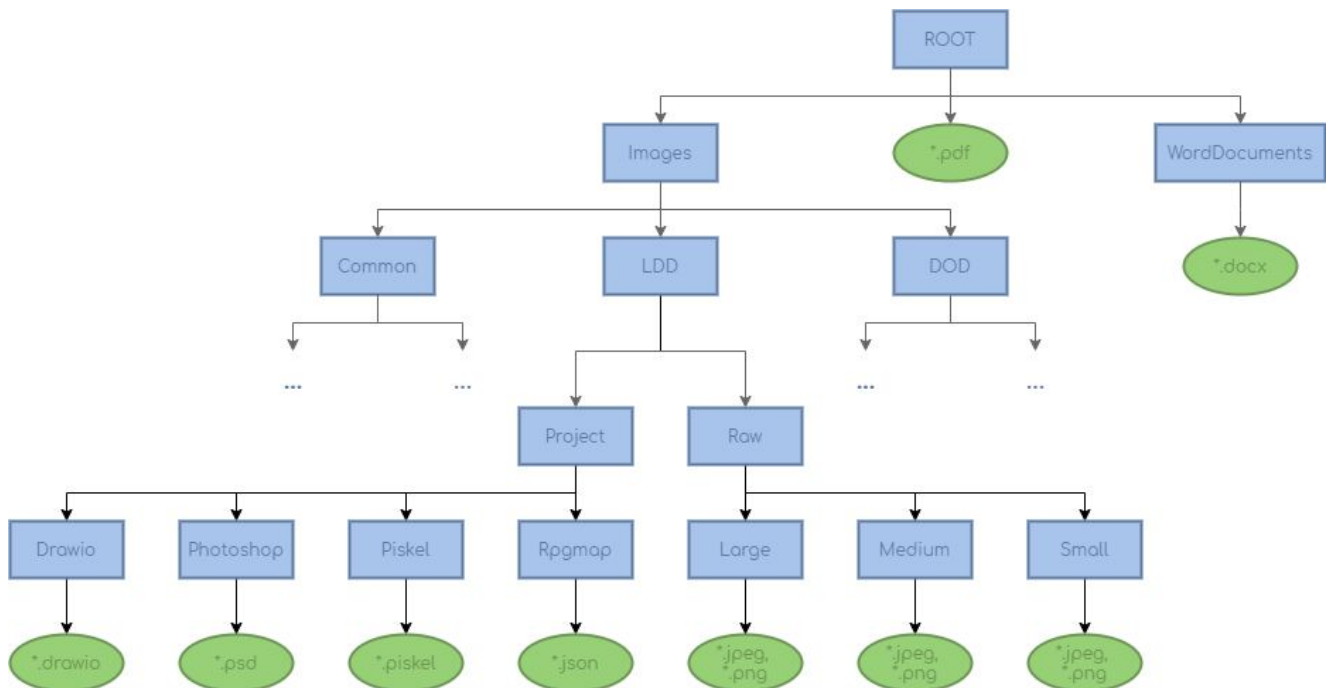 ROOT
Images
*.pdf
WordDocuments
Common
LDD
DOD
*.docx
...
...
...
...
Project
Raw
Drawio
Photoshop
Piskel
Rpgmap
Large
Medium
Small
*.drawio
*.psd
*.piskel
*.json
*.jpeg,
*.png
*.jpeg,
*.png
*.jpeg,
*.png